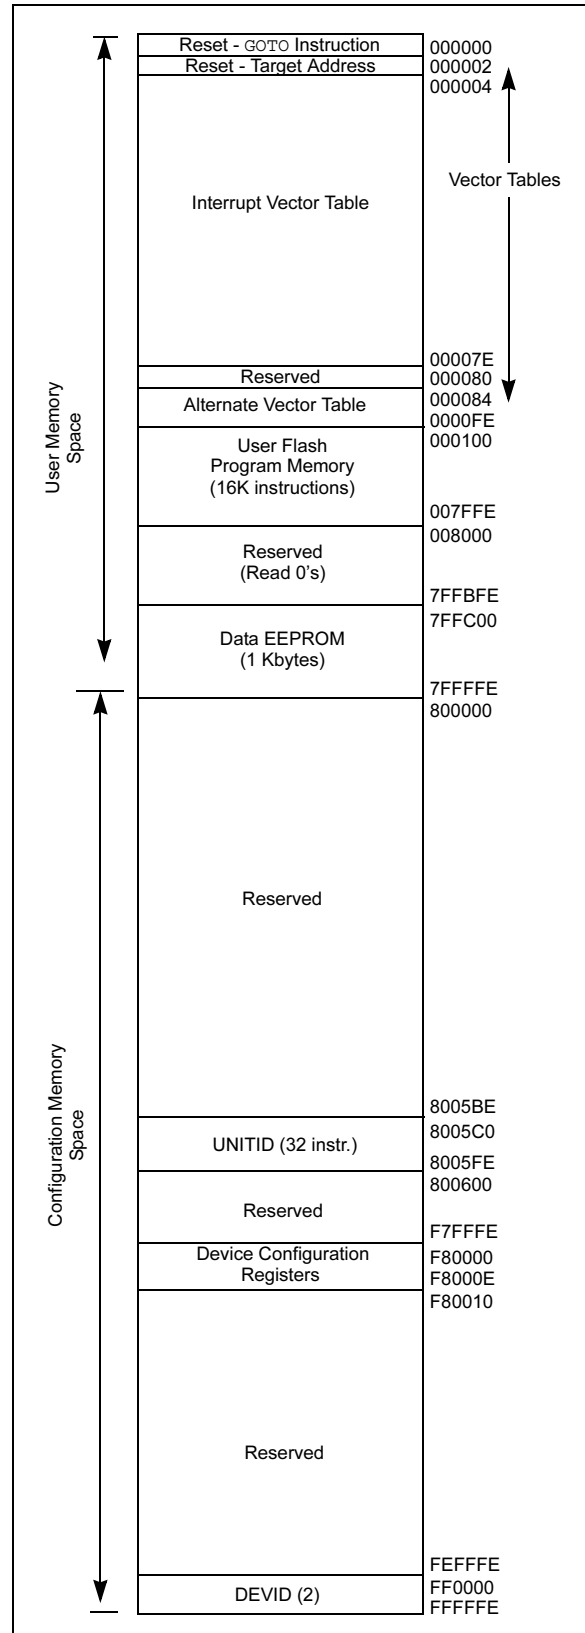 Reset - GOTO Instruction
000000
Reset - Target Address
000002
000004
Vector Tables
Interrupt Vector Table
00007E
Reserved
000080
Alternate Vector Table
000084
0000FE
User Flash
Program Memory
(16K instructions)
000100
007FFE
008000
Reserved
(Read 0's)
7FFBFE
7FFC00
Data EEPROM
(1 Kbytes)
7FFFFE
800000
User Memory
Space
Reserved
8005BE
8005C0
UNITID (32 instr.)
8005FE
800600
Reserved
F7FFFE
Device Configuration
Registers
F80000
F8000E
F80010
Reserved
FEFFFE
DEVID (2)
FF0000
FFFFFE
Configuration Memory
Space